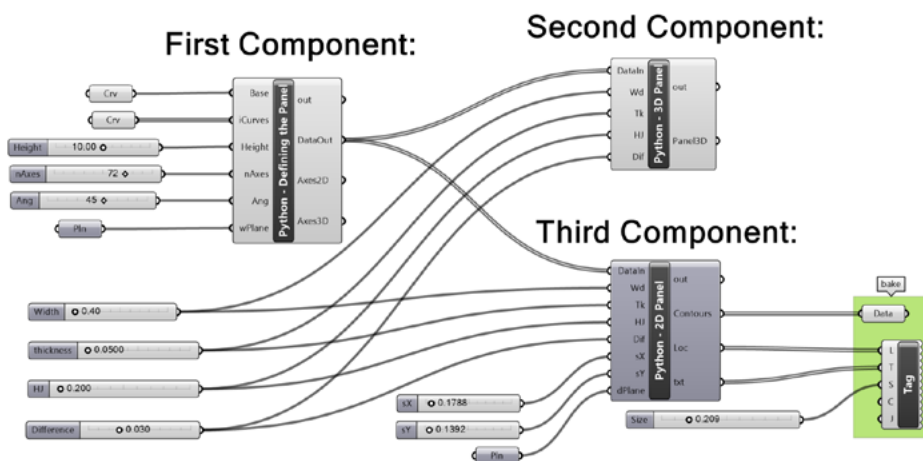 First Component:
Second Component:
Crv
Crv
Height 10.00
nAxes 72
Ang 45
Pln
Base
iCurves
Height
nAxes
Ang
wPlane
Python - Defining the Panel
out
DataOut
Axes2D
Axes3D
DataIn
Wd
Tk
HJ
Dif
Python - 3D Panel
out
Panel3D
Third Component:
Width 0.40
thickness 0.0500
HJ 0.200
Difference 0.030
DataIn
Wd
Tk
HJ
Dif
sX
sY
dPlane
Python - 2D Panel
out
Contours
Loc
txt
sX 0.1788
sY 0.1392
Pln
Size 0.209
bake
Data
L
T
S
C
J
Tag